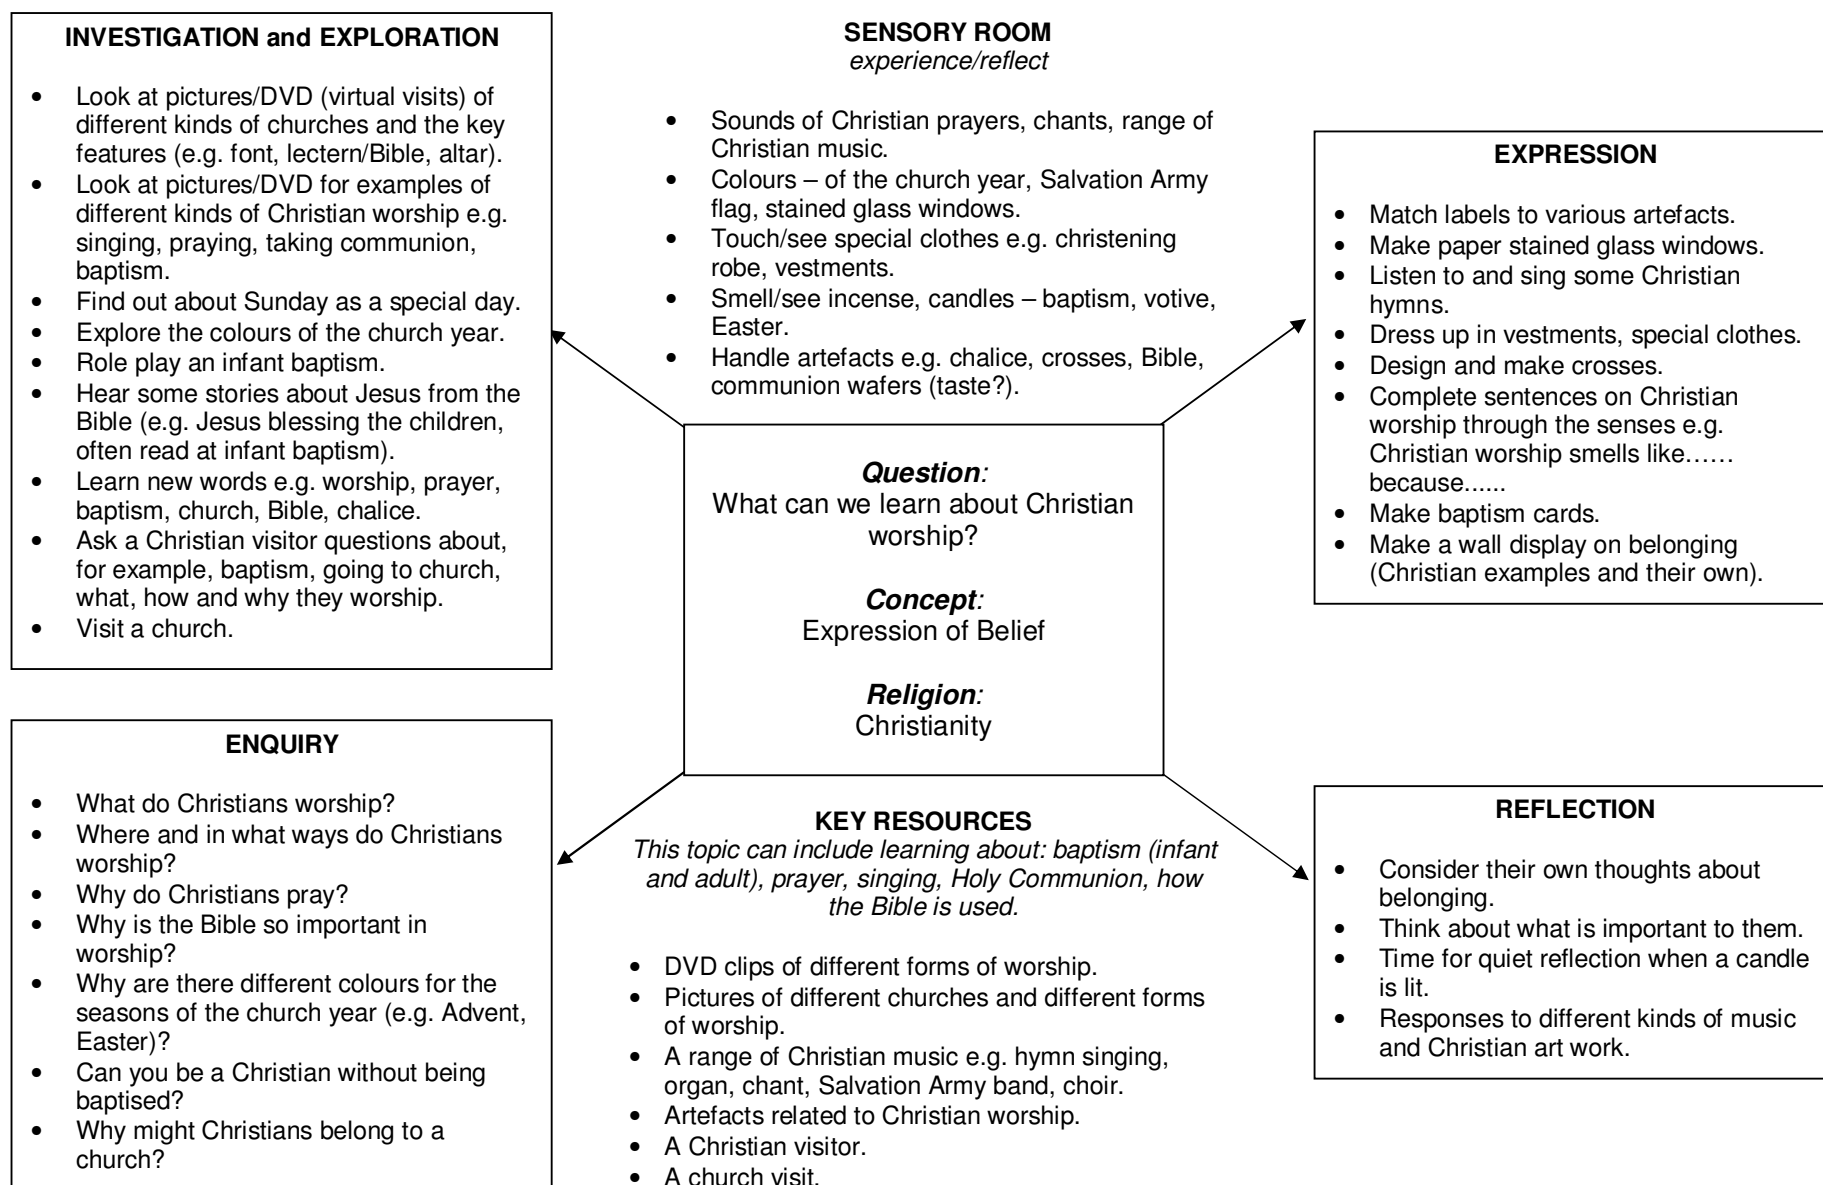 INVESTIGATION and EXPLORATION
• Look at pictures/DVD (virtual visits) of
different kinds of churches and the key
features (e.g. font, lectern/Bible, altar).
• Look at pictures/DVD for examples of
different kinds of Christian worship e.g.
singing, praying, taking communion,
baptism.
• Find out about Sunday as a special day.
• Explore the colours of the church year.
• Role play an infant baptism.
• Hear some stories about Jesus from the
Bible (e.g. Jesus blessing the children,
often read at infant baptism).
• Learn new words e.g. worship, prayer,
baptism, church, Bible, chalice.
• Ask a Christian visitor questions about,
for example, baptism, going to church,
what, how and why they worship.
• Visit a church.
SENSORY ROOM
experience/reflect
• Sounds of Christian prayers, chants, range of
Christian music.
• Colours – of the church year, Salvation Army
flag, stained glass windows.
• Touch/see special clothes e.g. christening
robe, vestments.
• Smell/see incense, candles – baptism, votive,
Easter.
• Handle artefacts e.g. chalice, crosses, Bible,
communion wafers (taste?).
EXPRESSION
• Match labels to various artefacts.
• Make paper stained glass windows.
• Listen to and sing some Christian
hymns.
• Dress up in vestments, special clothes.
• Design and make crosses.
• Complete sentences on Christian
worship through the senses e.g.
Christian worship smells like……
because......
• Make baptism cards.
• Make a wall display on belonging
(Christian examples and their own).
Question:
What can we learn about Christian
worship?
Concept:
Expression of Belief
Religion:
Christianity
ENQUIRY
• What do Christians worship?
• Where and in what ways do Christians
worship?
• Why do Christians pray?
• Why is the Bible so important in
worship?
• Why are there different colours for the
seasons of the church year (e.g. Advent,
Easter)?
• Can you be a Christian without being
baptised?
• Why might Christians belong to a
church?
KEY RESOURCES
This topic can include learning about: baptism (infant
and adult), prayer, singing, Holy Communion, how
the Bible is used.
• DVD clips of different forms of worship.
• Pictures of different churches and different forms
of worship.
• A range of Christian music e.g. hymn singing,
organ, chant, Salvation Army band, choir.
• Artefacts related to Christian worship.
• A Christian visitor.
• A church visit.
REFLECTION
• Consider their own thoughts about
belonging.
• Think about what is important to them.
• Time for quiet reflection when a candle
is lit.
• Responses to different kinds of music
and Christian art work.